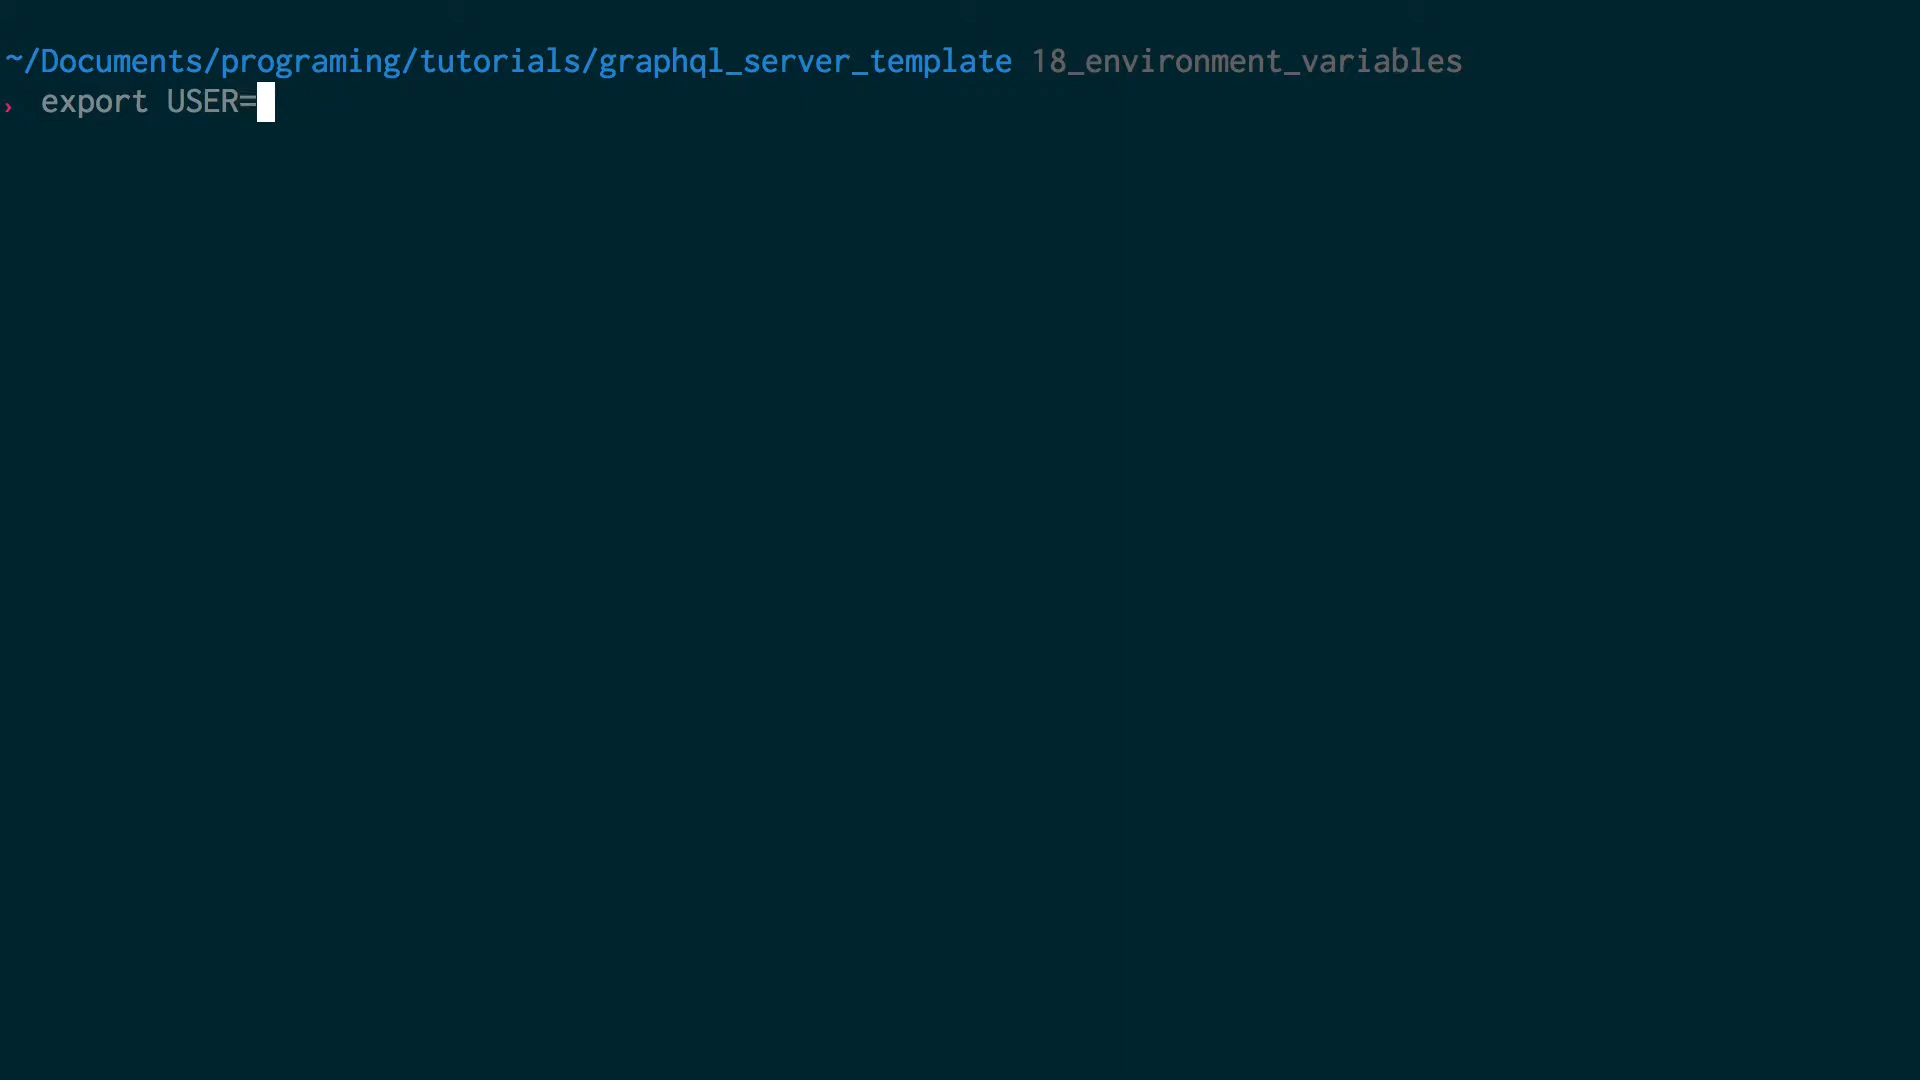 ~/Documents/programing/tutorials/graphql_server_template 18_environment_variables
› export USER=